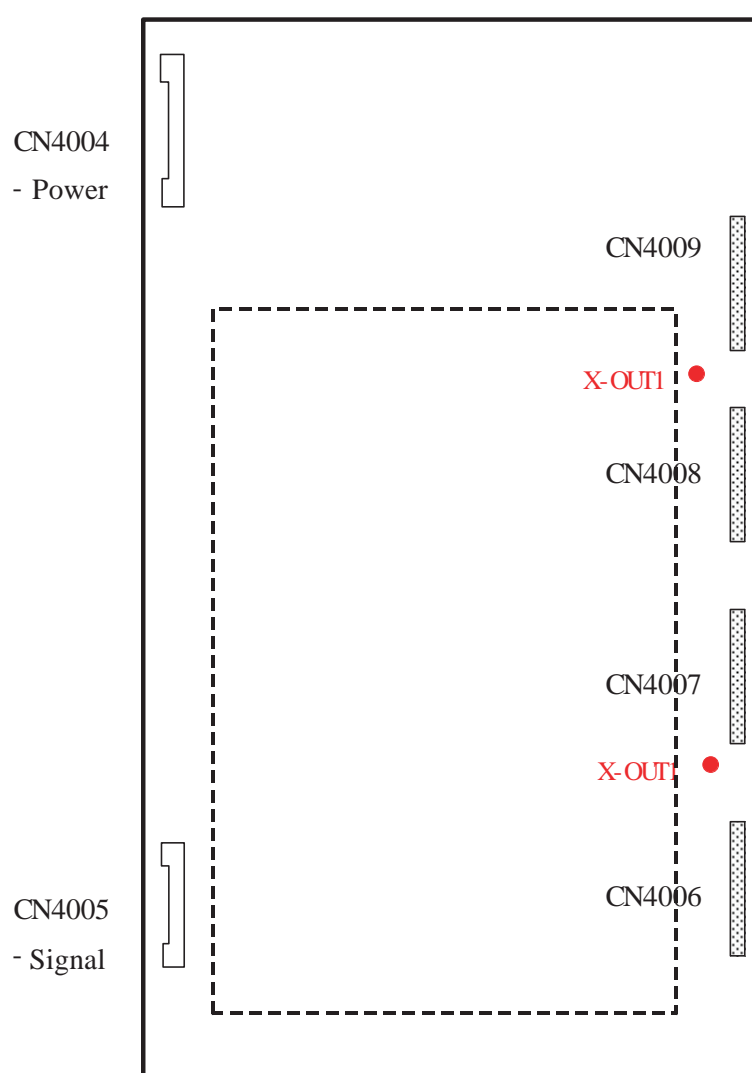 CN4004
- Power
CN4009
X-OUT1
CN4008
CN4007
X-OUT1
CN4006
CN4005
- Signal